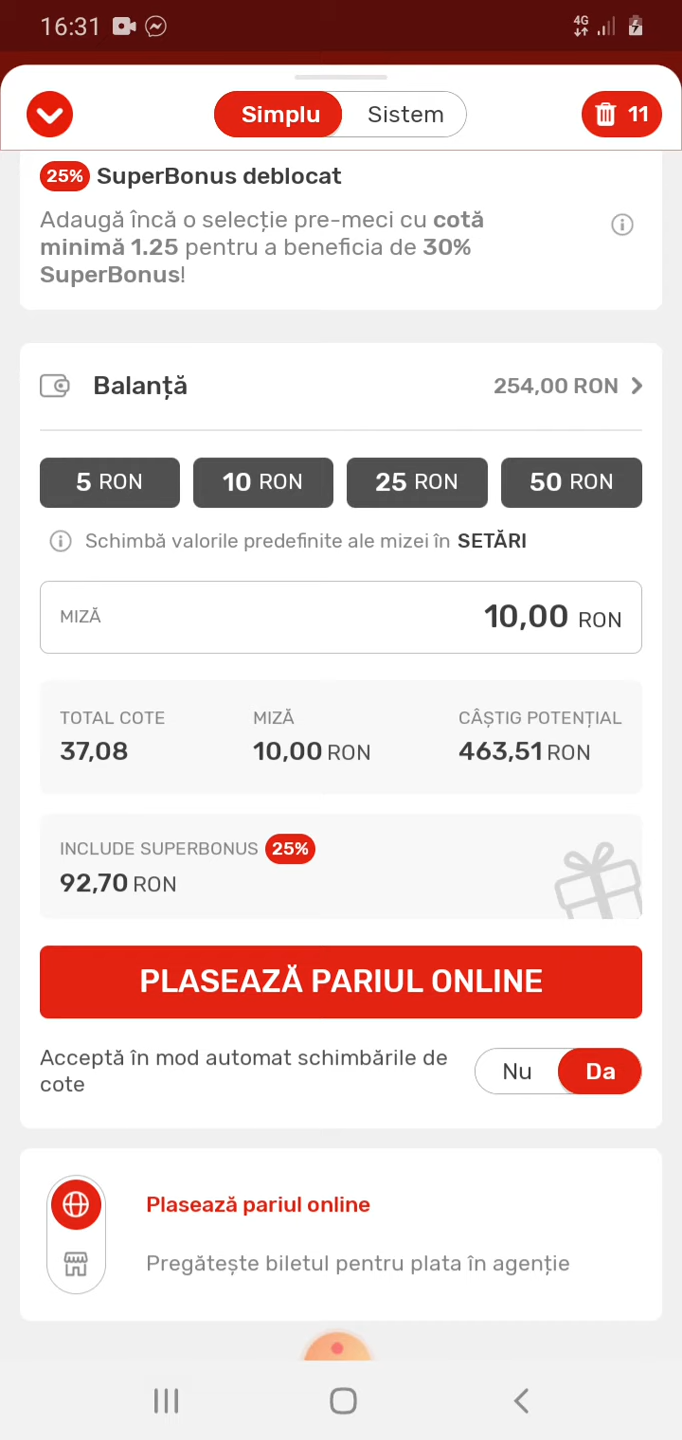 16:31
4G
Simplu
Sistem
11
25% SuperBonus deblocat
Adaugă încă o selecție pre-meci cu cotă
minimă 1.25 pentru a beneficia de 30%
SuperBonus!
Balanță
254,00 RON
5 RON
10 RON
25 RON
50 RON
Schimbă valorile predefinite ale mizei în SETĂRI
MIZĂ
10,00 RON
TOTAL COTE
MIZĂ
CÂȘTIG POTENȚIAL
37,08
10,00 RON
463,51 RON
INCLUDE SUPERBONUS 25%
92,70 RON
PLASEAZĂ PARIUL ONLINE
Acceptă în mod automat schimbările de
cote
Nu
Da
Plasează pariul online
Pregătește biletul pentru plata în agenție